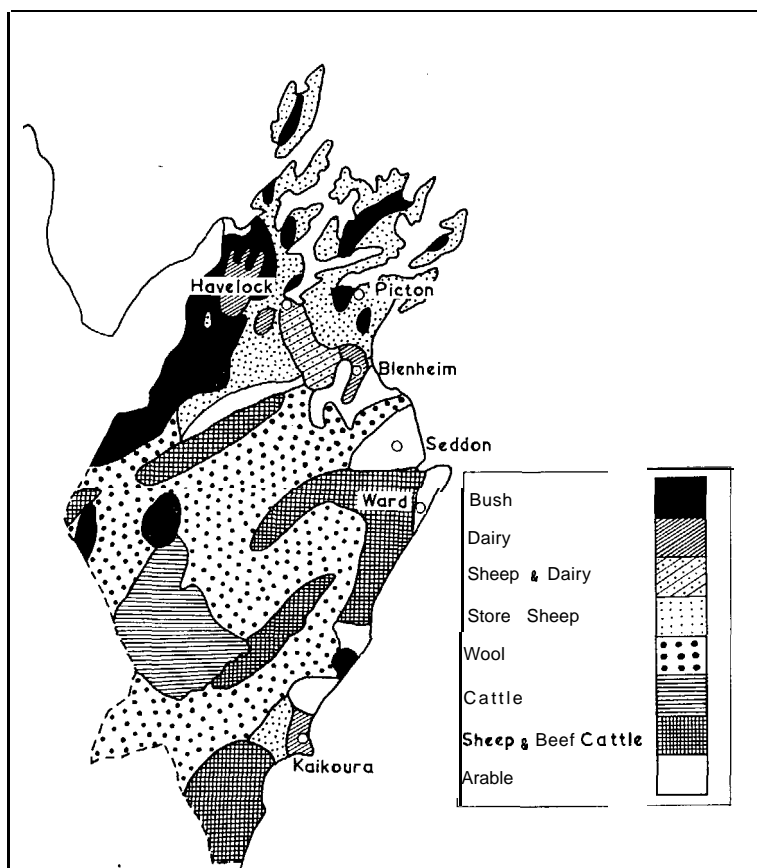 Havelock
Picton
Blenheim
Seddon
Ward
Kaikoura
Bush
Dairy
Sheep & Dairy
Store Sheep
Wool
Cattle
Sheep & Beef Cattle
Arable